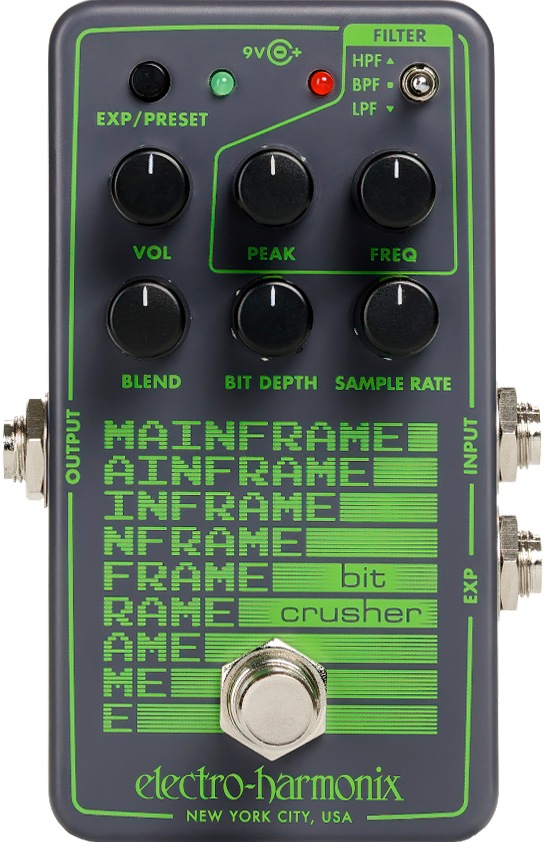 FILTER
9V
HPF
BPF
LPF
EXP/PRESET
VOL
PEAK
FREQ
BLEND
BIT DEPTH
SAMPLE RATE
OUTPUT
INPUT
EXP
MAINFRAME
AINFRAME
INFRAME
NFRAME
FRAME bit
RAME crusher
AME
ME
E
electro-harmonix
NEW YORK CITY, USA